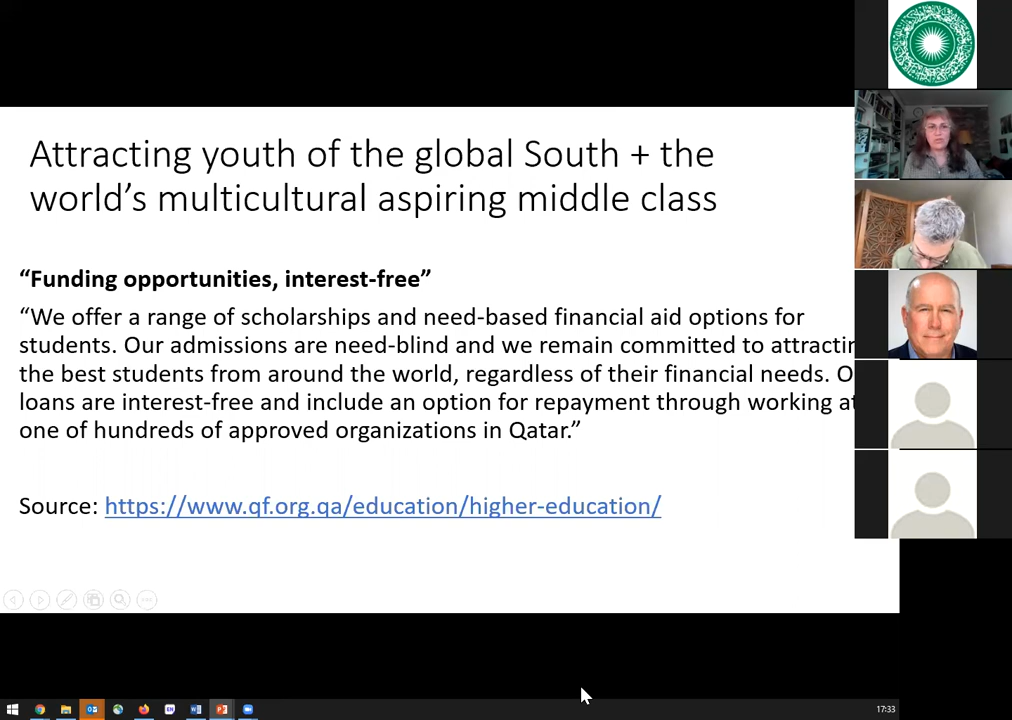 Attracting youth of the global South + the
world’s multicultural aspiring middle class
“Funding opportunities, interest-free”
“We offer a range of scholarships and need-based financial aid options for
students. Our admissions are need-blind and we remain committed to attractin
the best students from around the world, regardless of their financial needs. O
loans are interest-free and include an option for repayment through working at
one of hundreds of approved organizations in Qatar.”
Source: https://www.qf.org.qa/education/higher-education/
17:33